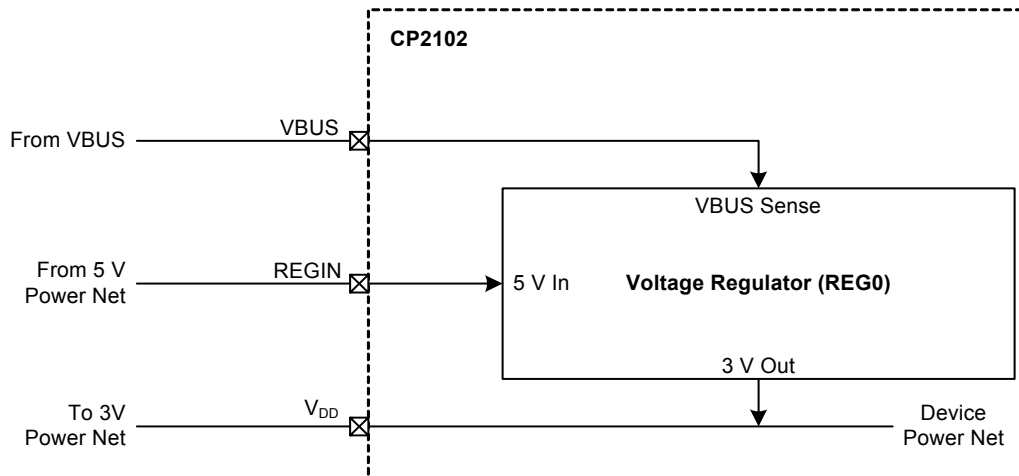 CP2102
From VBUS
VBUS
VBUS Sense
From 5 V
Power Net
REGIN
5 V In
Voltage Regulator (REG0)
3 V Out
To 3V
Power Net
VDD
Device
Power Net